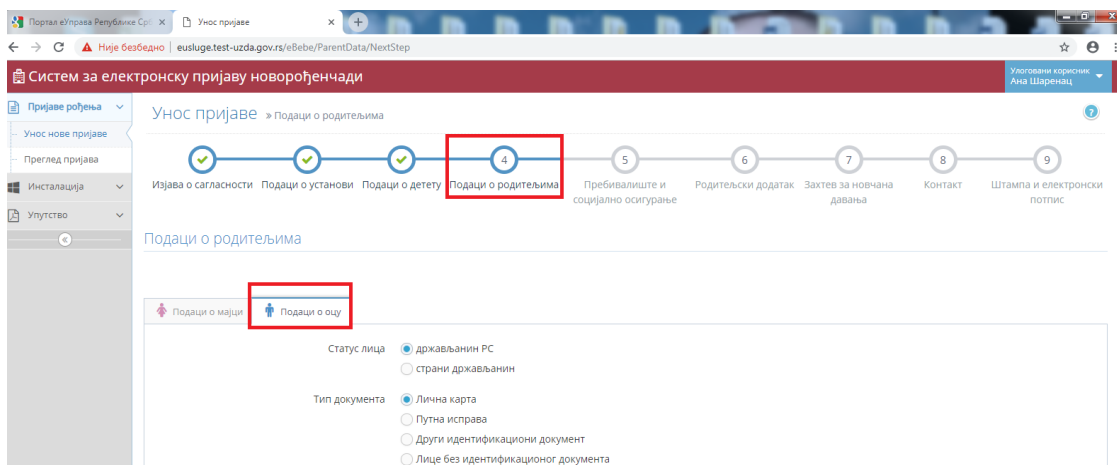 Портал еУправа Републике Срб
Унос пријаве
Није безбедно
eusluge.test-uzda.gov.rs/eBebe/ParentData/NextStep
Систем за електронску пријаву новорођенчади
Улоговани корисник
Ана Шаренац
Пријаве рођења
Унос нове пријаве
Преглед пријава
Инсталација
Упутство
Унос пријаве » Подаци о родитељима
?
4
5
6
7
8
9
Изјава о сагласности
Подаци о установи
Подаци о детету
Подаци о родитељима
Пребивалиште и
социјално осигурање
Родитељски додатак
Захтев за новчана
давања
Контакт
Штампа и електронски
потпис
Подаци о родитељима
Подаци о мајци
Подаци о оцу
Статус лица
држављанин РС
страни држављанин
Тип документа
Лична карта
Путна исправа
Други идентификациони документ
Лице без идентификационог документа